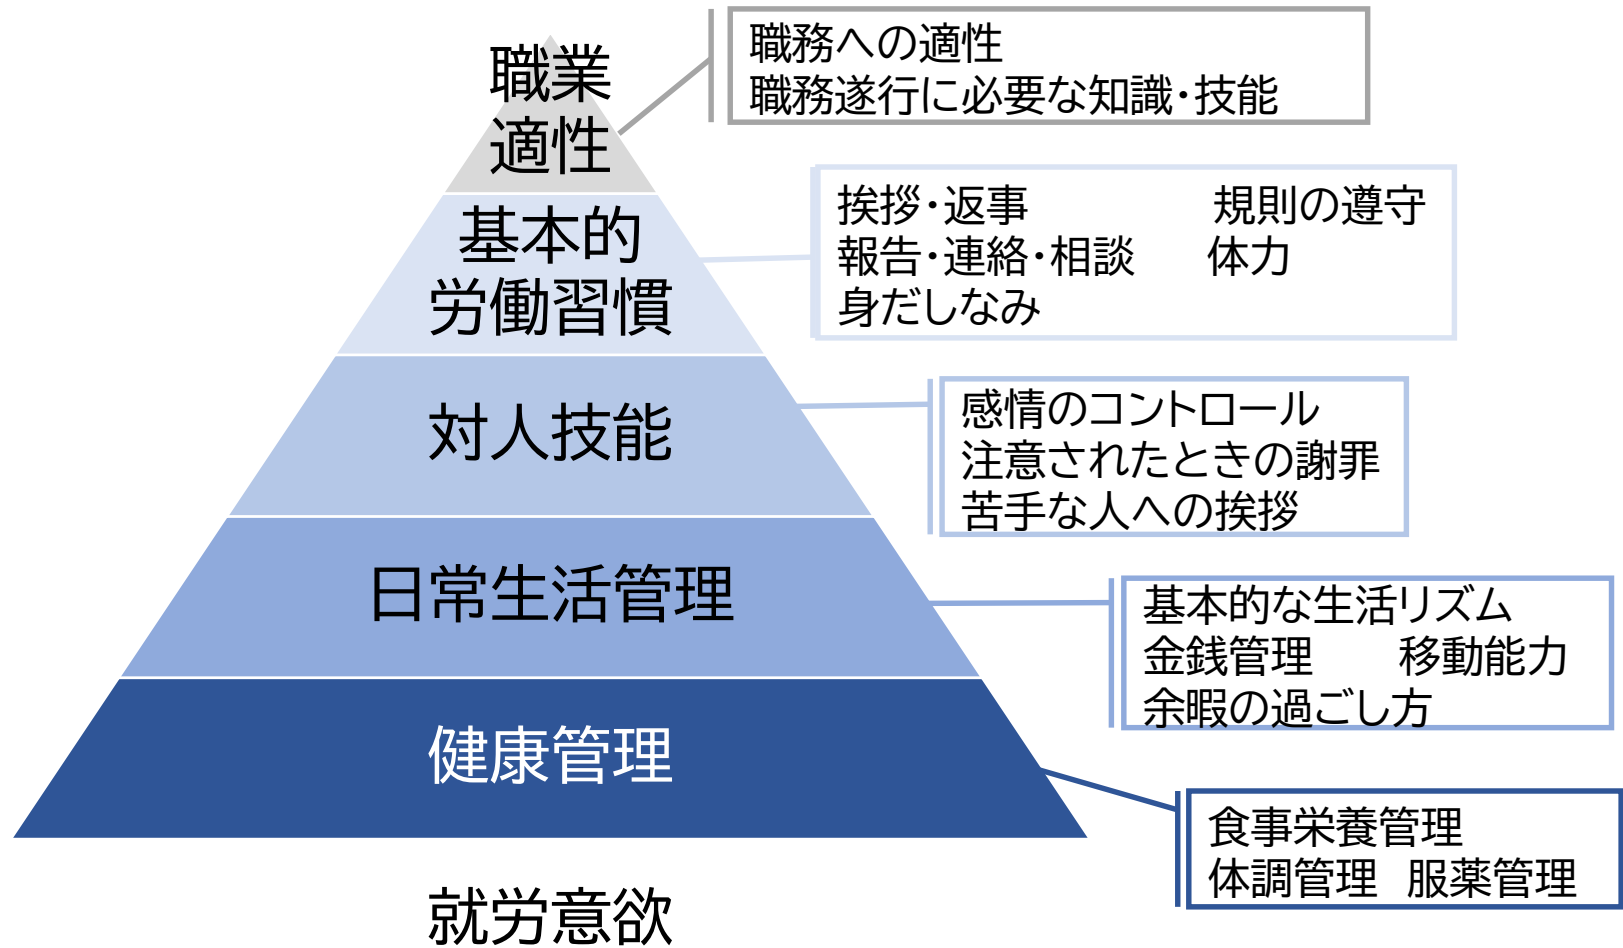 職業
適性
職務への適性
職務遂行に必要な知識･技能
基本的
労働習慣
挨拶･返事　規則の遵守
報告･連絡･相談　体力
身だしなみ
対人技能
感情のコントロール
注意されたときの謝罪
苦手な人への挨拶
日常生活管理
基本的な生活リズム
金銭管理　移動能力
余暇の過ごし方
健康管理
食事栄養管理
体調管理　服薬管理
就労意欲